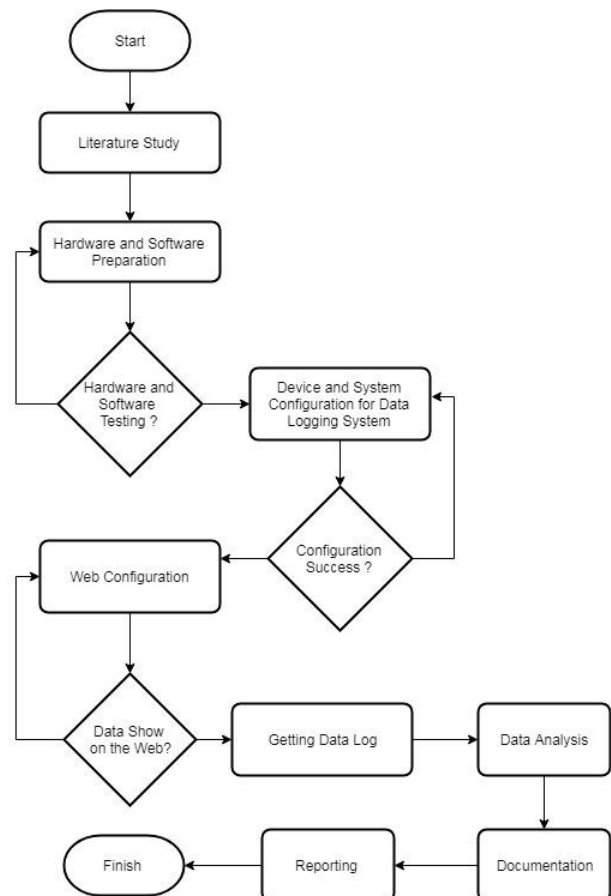 Start
Literature Study
Hardware and Software
Preparation
Hardware and
Software
Testing ?
Device and System
Configuration for Data
Logging System
Configuration
Success ?
Web Configuration
Data Show
on the Web?
Getting Data Log
Data Analysis
Documentation
Reporting
Finish